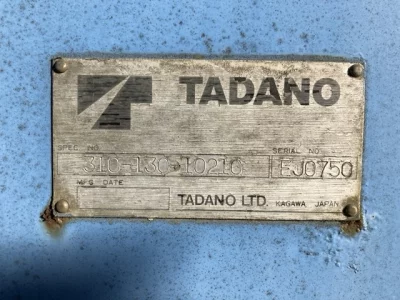 TADANO
SPEC. NO. SERIAL NO.
310-130-10210 EJ0750
MFG DATE
TADANO LTD. KAGAWA JAPAN